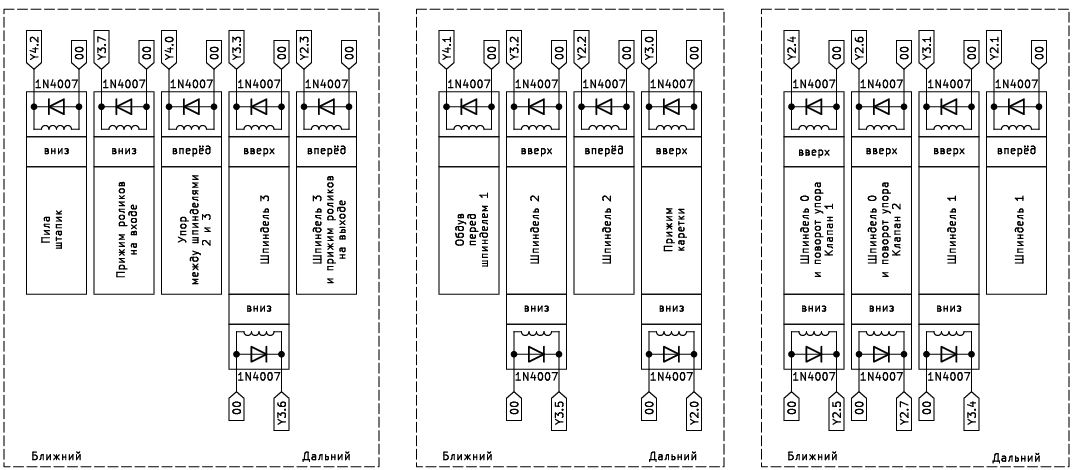 Y4.2
00
Y3.7
00
Y4.0
00
Y3.3
00
Y2.3
00
1N4007
1N4007
1N4007
1N4007
1N4007
вниз
вниз
вперёд
вверх
вперёд
Пила
штапик
Прижим роликов
на входе
Упор
между шпинделями
2 и 3
Шпиндель 3
Шпиндель 3
и прижим роликов
на выходе
вниз
1N4007
00
Y3.6
Ближний
Дальний
Y4.1
00
Y3.2
00
Y2.2
00
Y3.0
00
1N4007
1N4007
1N4007
1N4007
вверх
вперёд
вверх
Обдув
перед
шпинделем 1
Шпиндель 2
Шпиндель 2
Прижим
каретки
вниз
вниз
1N4007
1N4007
00
Y3.5
00
Y2.0
Ближний
Дальний
Y2.4
00
Y2.6
00
Y3.1
00
Y2.1
00
1N4007
1N4007
1N4007
1N4007
вверх
вверх
вверх
вперёд
Шпиндель 0
и поворот упора
Клапан 1
Шпиндель 0
и поворот упора
Клапан 2
Шпиндель 1
Шпиндель 1
вниз
вниз
вниз
1N4007
1N4007
1N4007
00
Y2.5
00
Y2.7
00
Y3.4
Ближний
Дальний